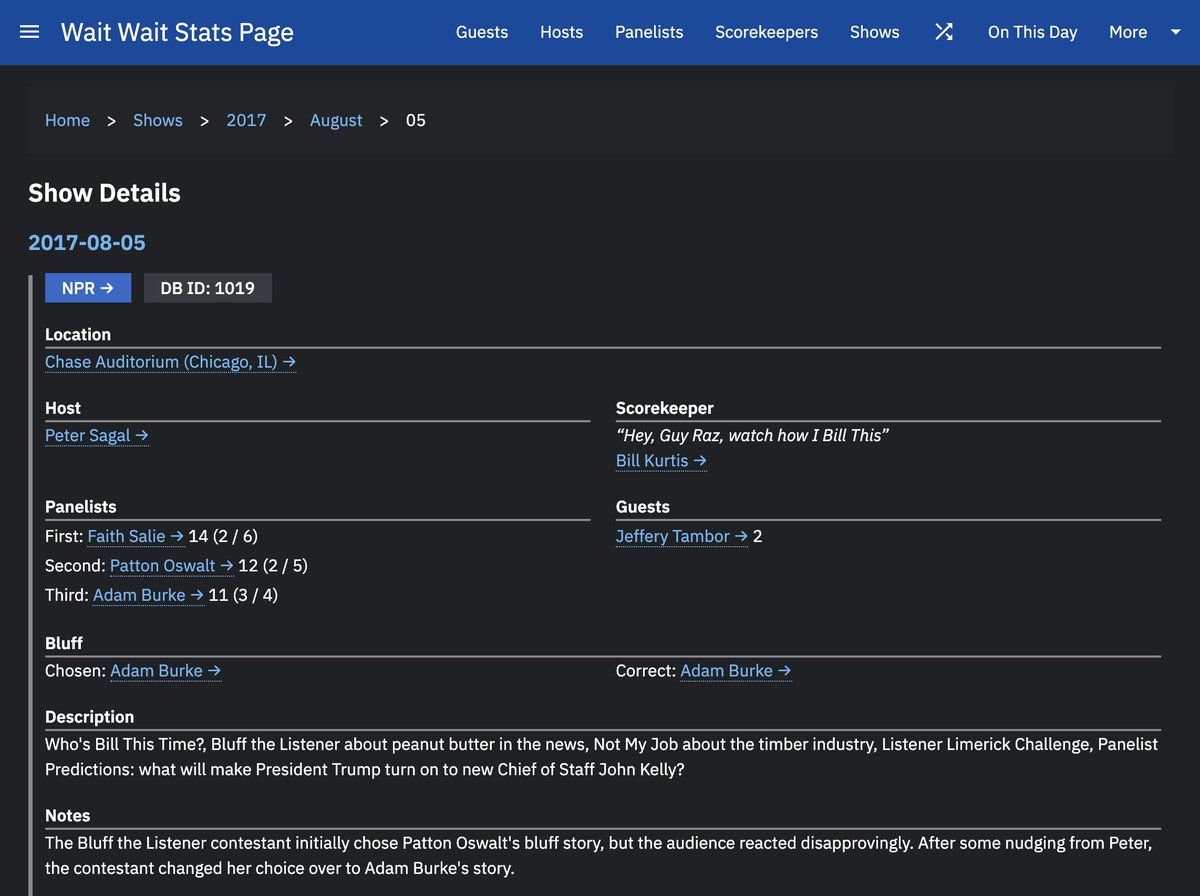 Wait Wait Stats Page
Guests Hosts Panelists Scorekeepers Shows On This Day More
Home > Shows > 2017 > August > 05
Show Details
2017-08-05
NPR → DB ID: 1019
Location
Chase Auditorium (Chicago, IL) →
Host
Peter Sagal →
Scorekeeper
“Hey, Guy Raz, watch how I Bill This”
Bill Kurtis →
Panelists
First: Faith Salie → 14 (2 / 6)
Second: Patton Oswalt → 12 (2 / 5)
Third: Adam Burke → 11 (3 / 4)
Guests
Jeffery Tambor → 2
Bluff
Chosen: Adam Burke →
Correct: Adam Burke →
Description
Who's Bill This Time?, Bluff the Listener about peanut butter in the news, Not My Job about the timber industry, Listener Limerick Challenge, Panelist
Predictions: what will make President Trump turn on to new Chief of Staff John Kelly?
Notes
The Bluff the Listener contestant initially chose Patton Oswalt's bluff story, but the audience reacted disapprovingly. After some nudging from Peter,
the contestant changed her choice over to Adam Burke's story.